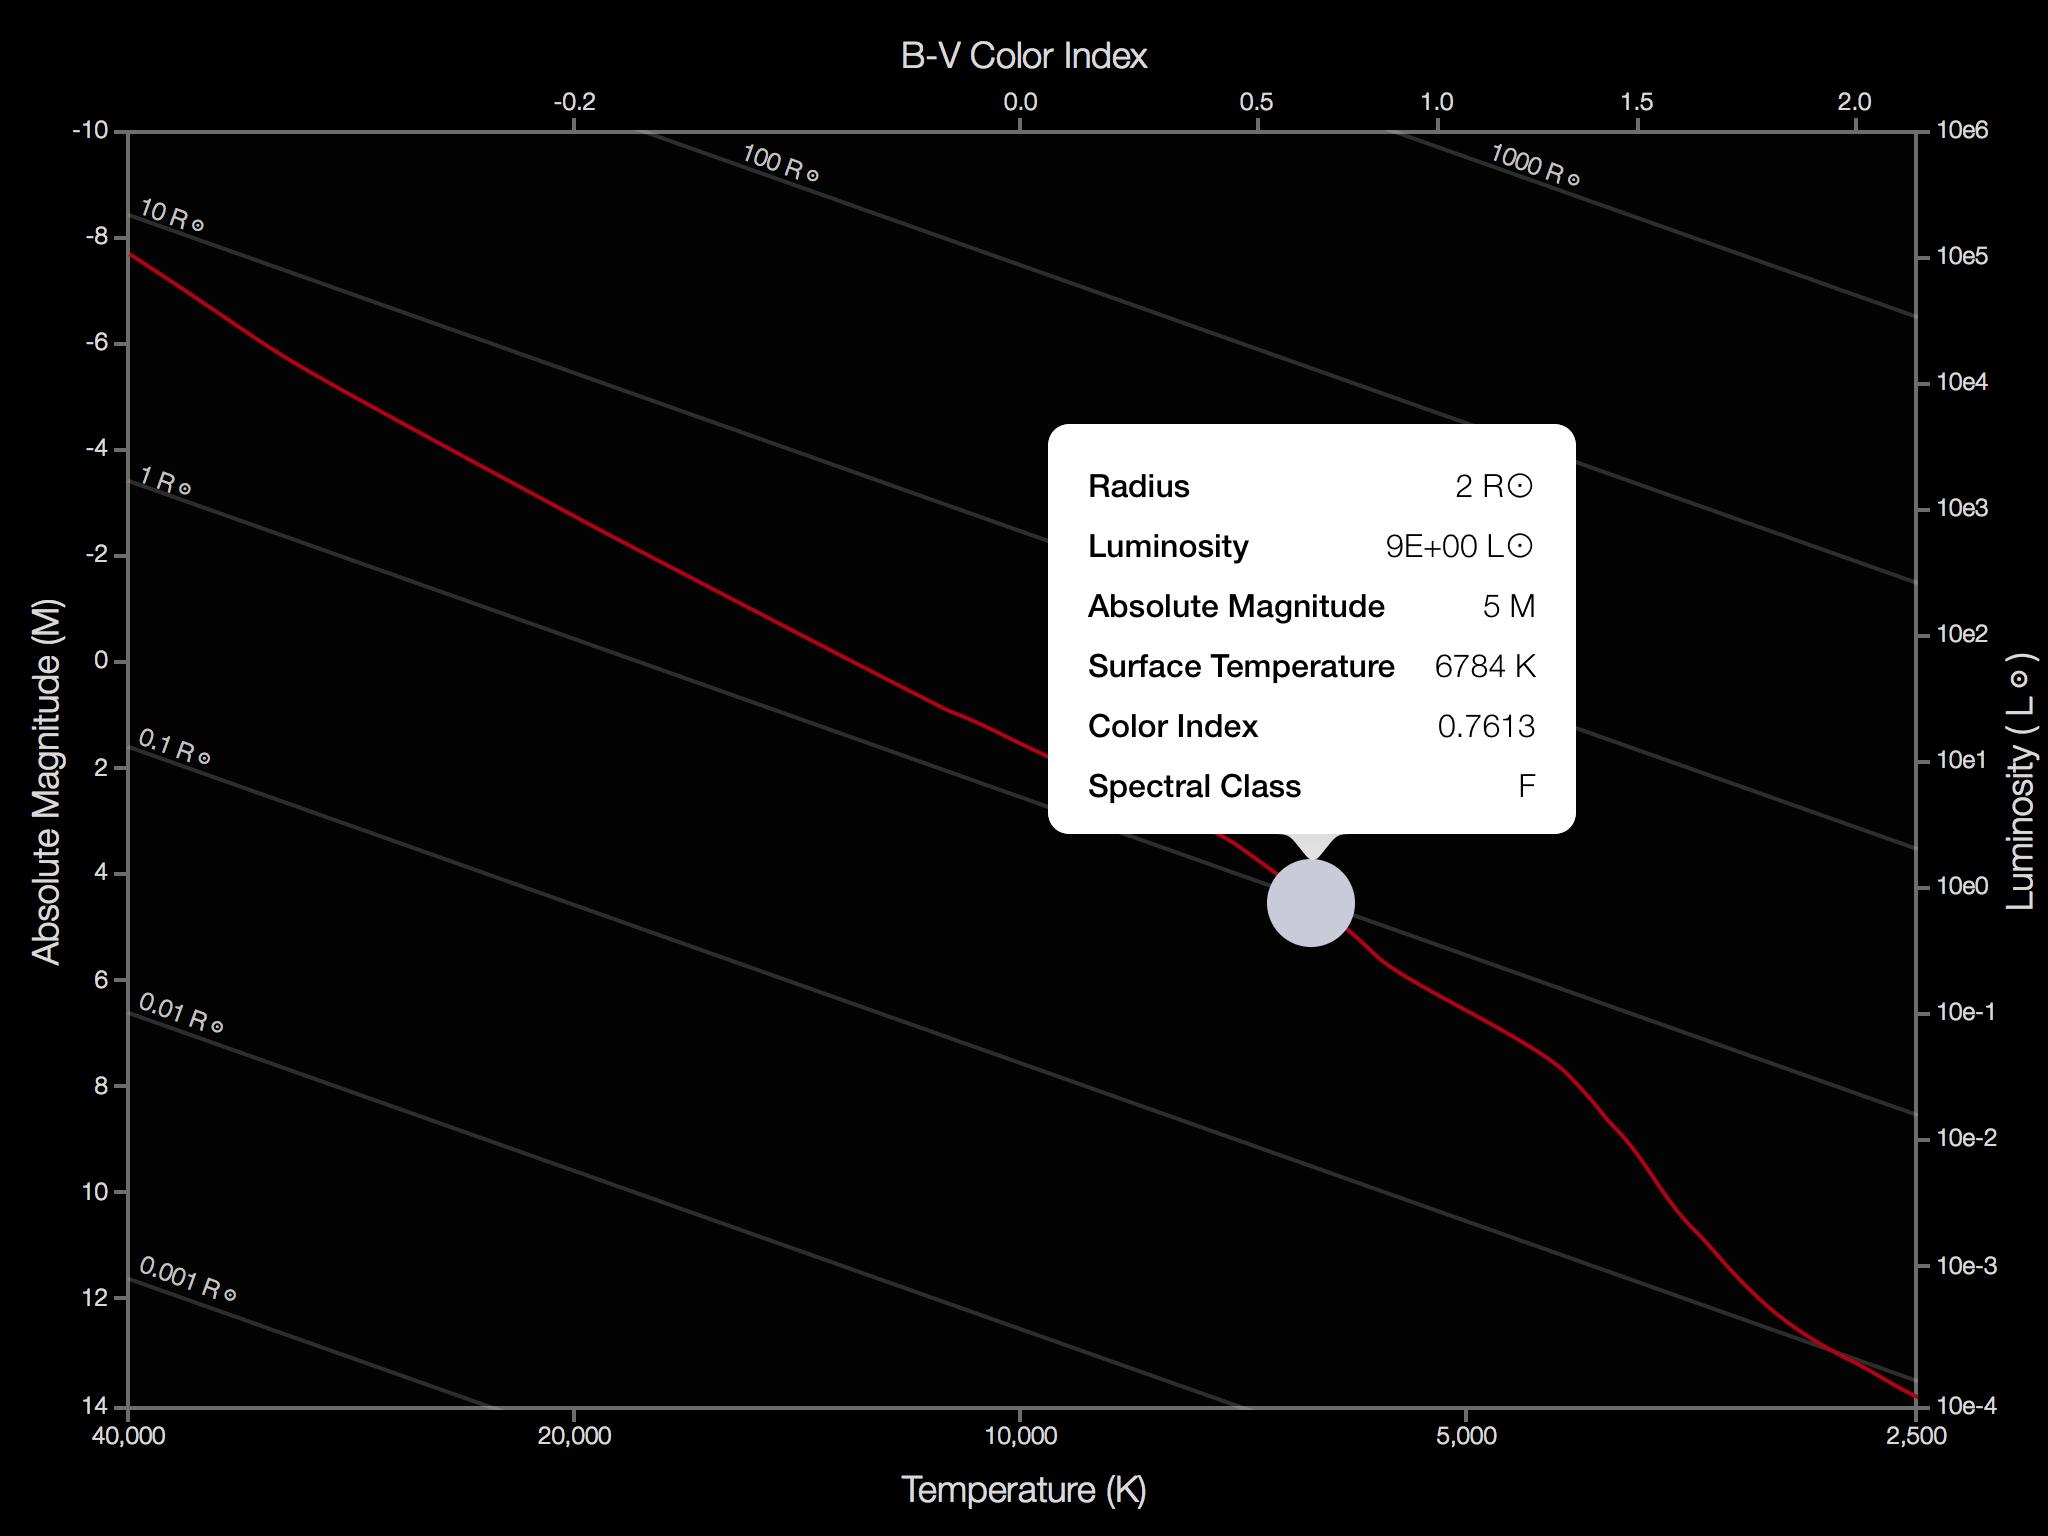 B-V Color Index
-0.2 0.0 0.5 1.0 1.5 2.0
-10 10e6
100 R⊙ 1000 R⊙
10 R⊙
-8 10e5
-6
10e4
-4
1 R⊙
Radius 2 R⊙
10e3
Luminosity 9E+00 L⊙
-2
Absolute Magnitude 5 M
10e2
0
Surface Temperature 6784 K
Color Index 0.7613
0.1 R⊙
2 10e1
Spectral Class F
Absolute Magnitude (M)
Luminosity ( L⊙ )
4 10e0
6
0.01 R⊙
10e-1
8
10e-2
10
0.001 R⊙
10e-3
12
14 10e-4
40,000 20,000 10,000 5,000 2,500
Temperature (K)